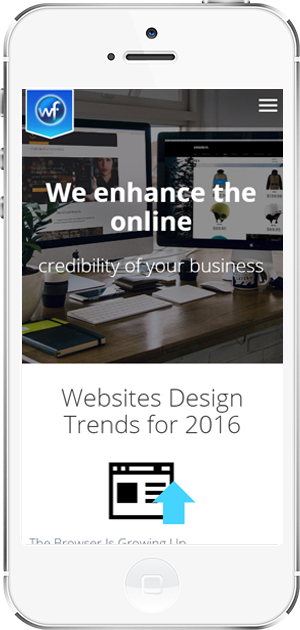 wf
We enhance the
online
credibility of your business
Websites Design
Trends for 2016
The Browser Is Growing Up